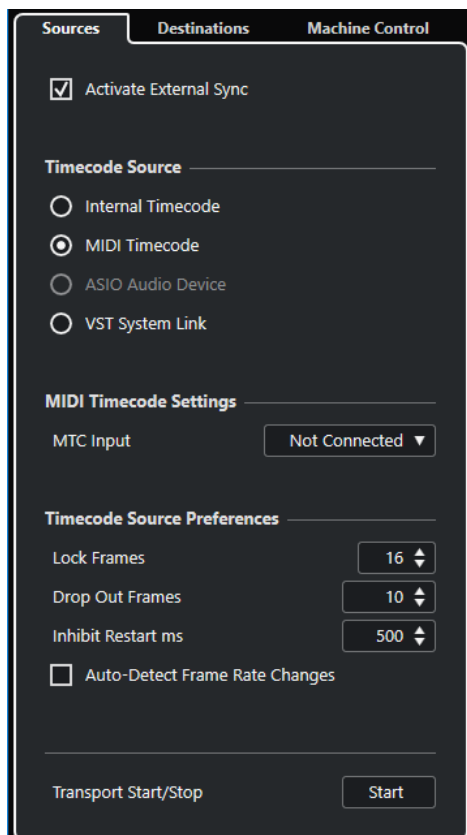 Sources Destinations Machine Control
Activate External Sync
Timecode Source
Internal Timecode
MIDI Timecode
ASIO Audio Device
VST System Link
MIDI Timecode Settings
MTC Input Not Connected
Timecode Source Preferences
Lock Frames 16
Drop Out Frames 10
Inhibit Restart ms 500
Auto-Detect Frame Rate Changes
Transport Start/Stop Start